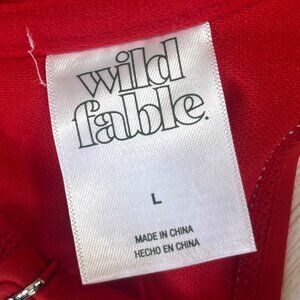 wild
fable.
L
MADE IN CHINA
HECHO EN CHINA